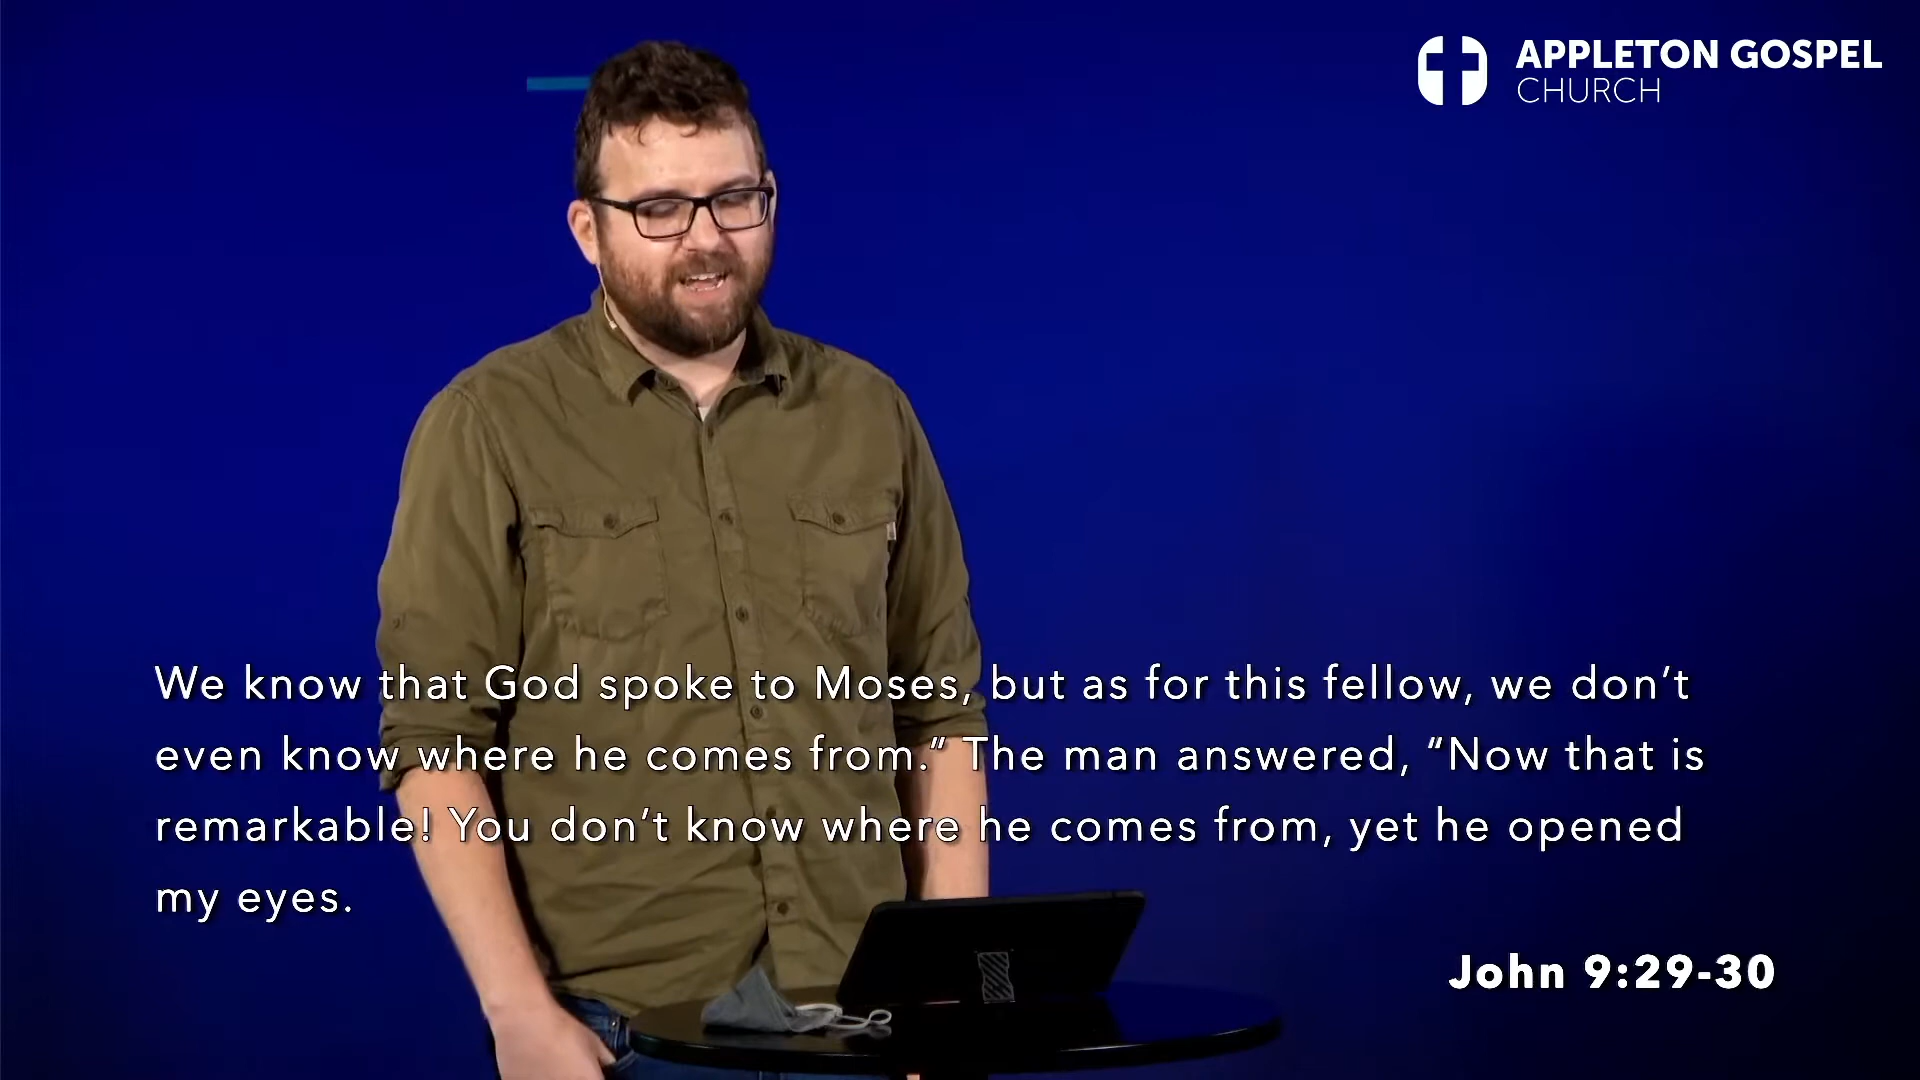 APPLETON GOSPEL
CHURCH
We know that God spoke to Moses, but as for this fellow, we don’t
even know where he comes from.” The man answered, “Now that is
remarkable! You don’t know where he comes from, yet he opened
my eyes.
John 9:29-30